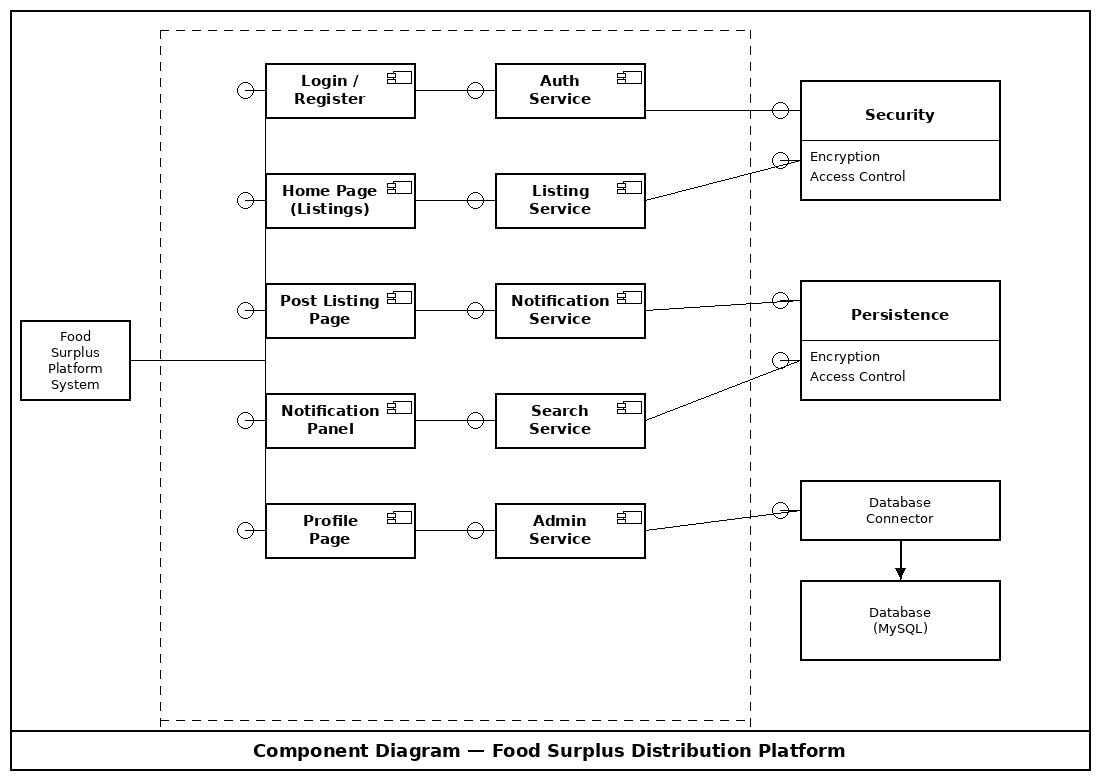 Login /
Register
Auth
Service
Security
Encryption
Access Control
Home Page
(Listings)
Listing
Service
Post Listing
Page
Notification
Service
Persistence
Encryption
Access Control
Food
Surplus
Platform
System
Notification
Panel
Search
Service
Profile
Page
Admin
Service
Database
Connector
Database
(MySQL)
Component Diagram — Food Surplus Distribution Platform